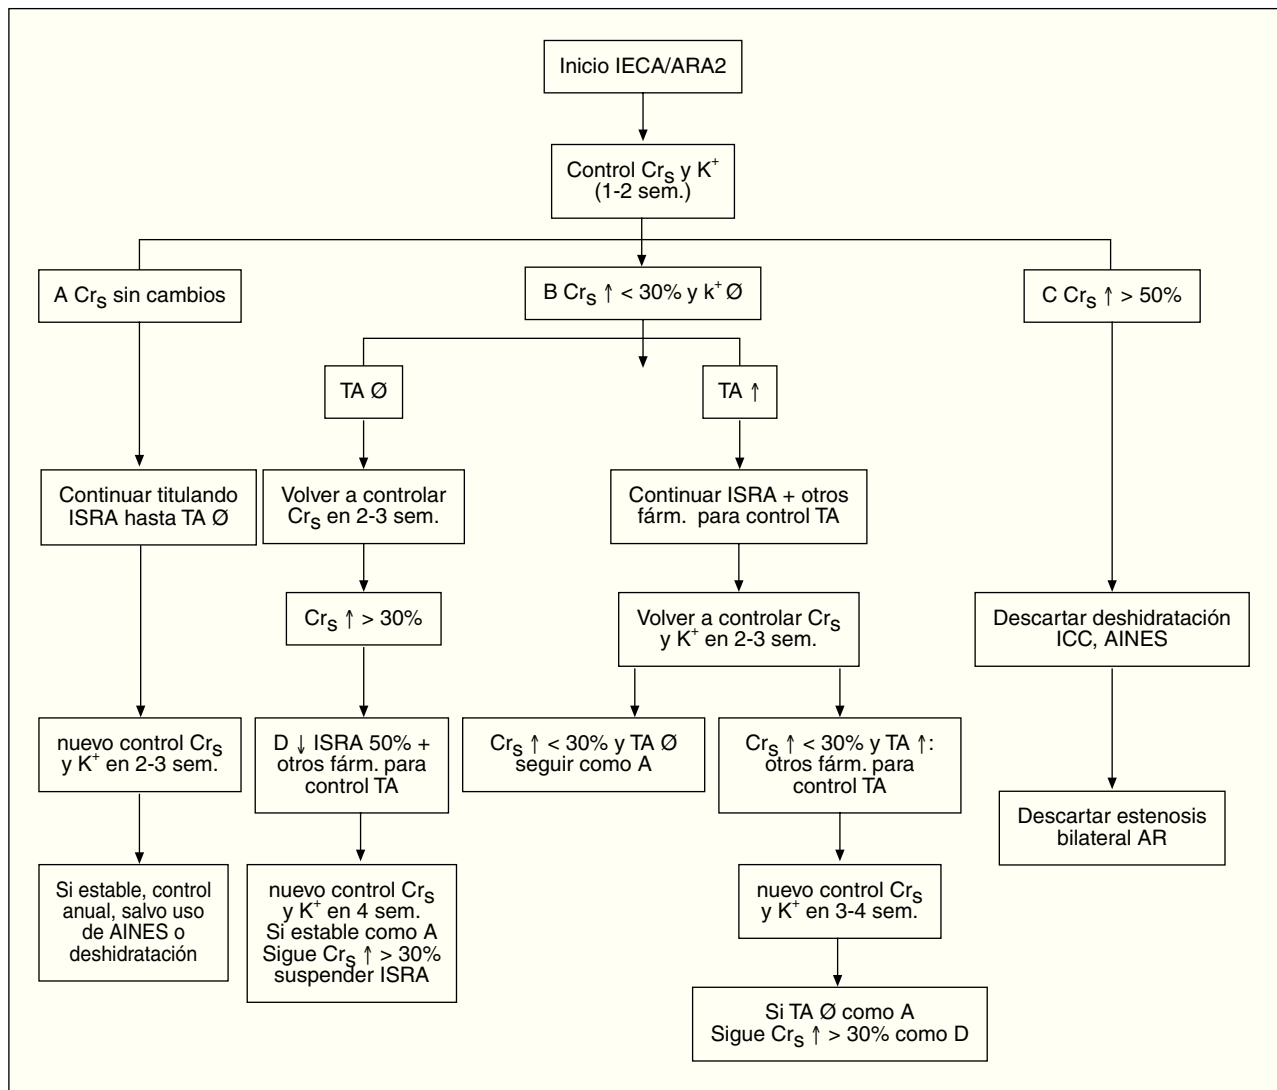 Inicio IECA/ARA2
Control Crs y K+
(1-2 sem.)
A Crs sin cambios
B Crs ↑ < 30% y k+ Ø
C Crs ↑ > 50%
TA Ø
TA ↑
Continuar titulando
ISRA hasta TA Ø
Volver a controlar
Crs en 2-3 sem.
Continuar ISRA + otros
fárm. para control TA
Crs ↑ > 30%
Volver a controlar Crs
y K+ en 2-3 sem.
Descartar deshidratación
ICC, AINES
nuevo control Crs
y K+ en 2-3 sem.
D ↓ ISRA 50% +
otros fárm. para
control TA
Crs ↑ < 30% y TA Ø
seguir como A
Crs ↑ < 30% y TA ↑:
otros fárm. para
control TA
Descartar estenosis
bilateral AR
Si estable, control
anual, salvo uso
de AINES o
deshidratación
nuevo control Crs
y K+ en 4 sem.
Si estable como A
Sigue Crs ↑ > 30%
suspender ISRA
nuevo control Crs
y K+ en 3-4 sem.
Si TA Ø como A
Sigue Crs ↑ > 30% como D